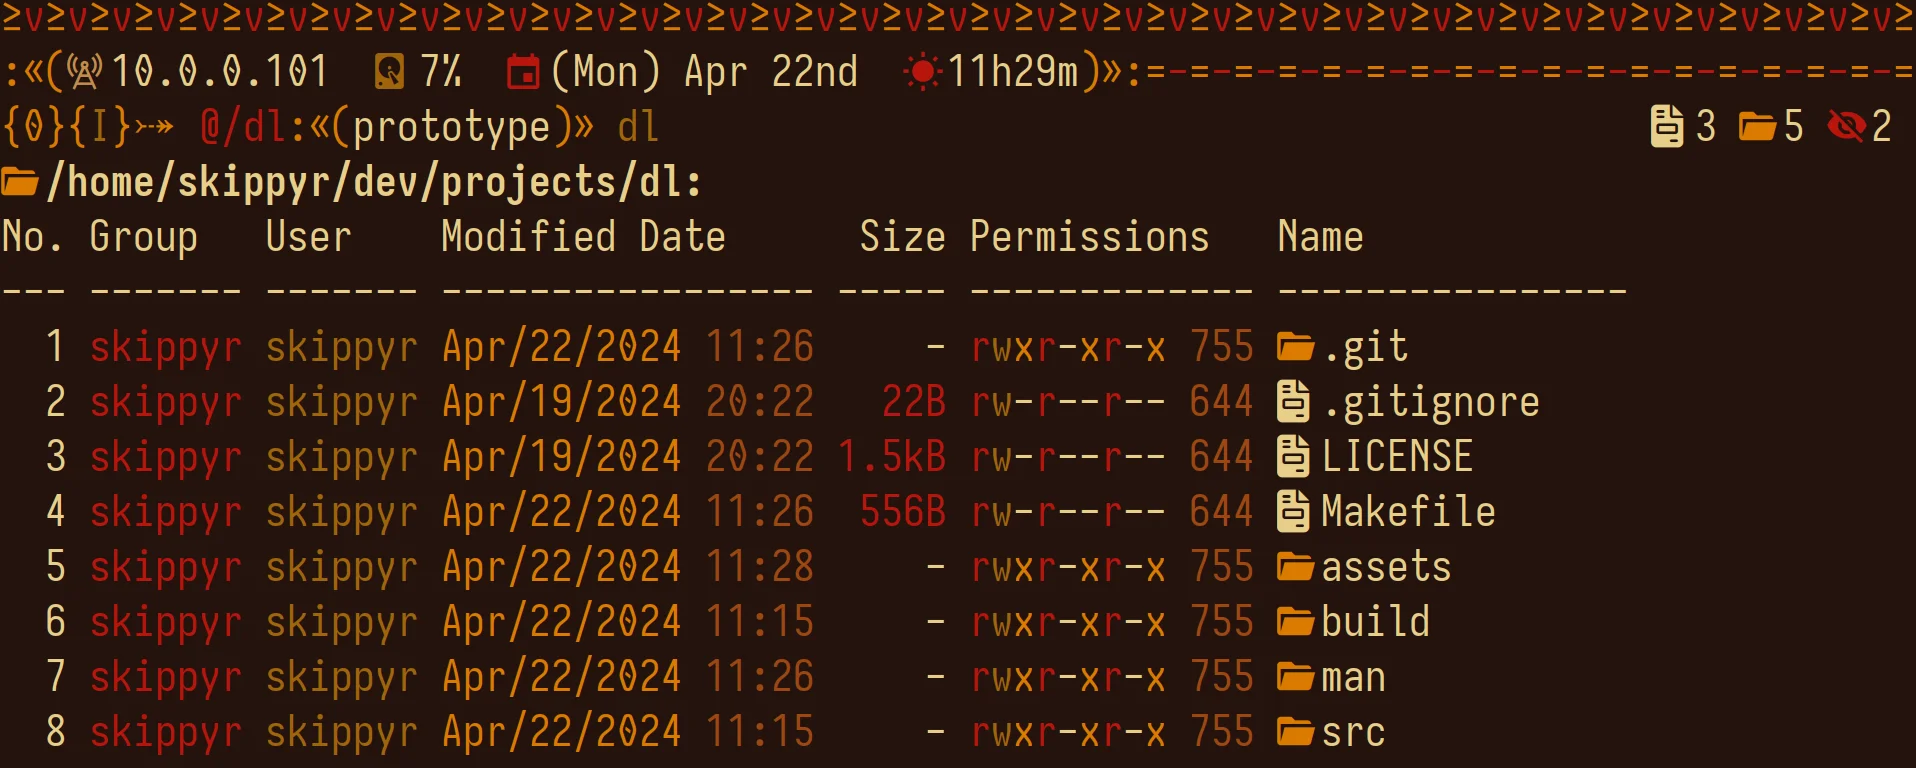 ≥v≥v≥v≥v≥v≥v≥v≥v≥v≥v≥v≥v≥v≥v≥v≥v≥v≥v≥v≥v≥v≥v≥v≥v≥v≥v≥v≥v≥v≥v≥v≥v≥v≥v≥v≥v≥v≥v≥v≥v≥v≥v≥v≥
:«(10.0.0.101 7% (Mon) Apr 22nd 11h29m)»:=-=-=-=-=-=-=-=-=-=-=-=-=-=-=-=-=-=
{0}{I}⤐ @/dl:«(prototype)» dl 3 5 2
/home/skippyr/dev/projects/dl:
No. Group User Modified Date Size Permissions Name
--- ------- ------- ----------------- ----- ------------- ----------------
1 skippyr skippyr Apr/22/2024 11:26 - rwxr-xr-x 755 .git
2 skippyr skippyr Apr/19/2024 20:22 22B rw-r--r-- 644 .gitignore
3 skippyr skippyr Apr/19/2024 20:22 1.5kB rw-r--r-- 644 LICENSE
4 skippyr skippyr Apr/22/2024 11:26 556B rw-r--r-- 644 Makefile
5 skippyr skippyr Apr/22/2024 11:28 - rwxr-xr-x 755 assets
6 skippyr skippyr Apr/22/2024 11:15 - rwxr-xr-x 755 build
7 skippyr skippyr Apr/22/2024 11:26 - rwxr-xr-x 755 man
8 skippyr skippyr Apr/22/2024 11:15 - rwxr-xr-x 755 src